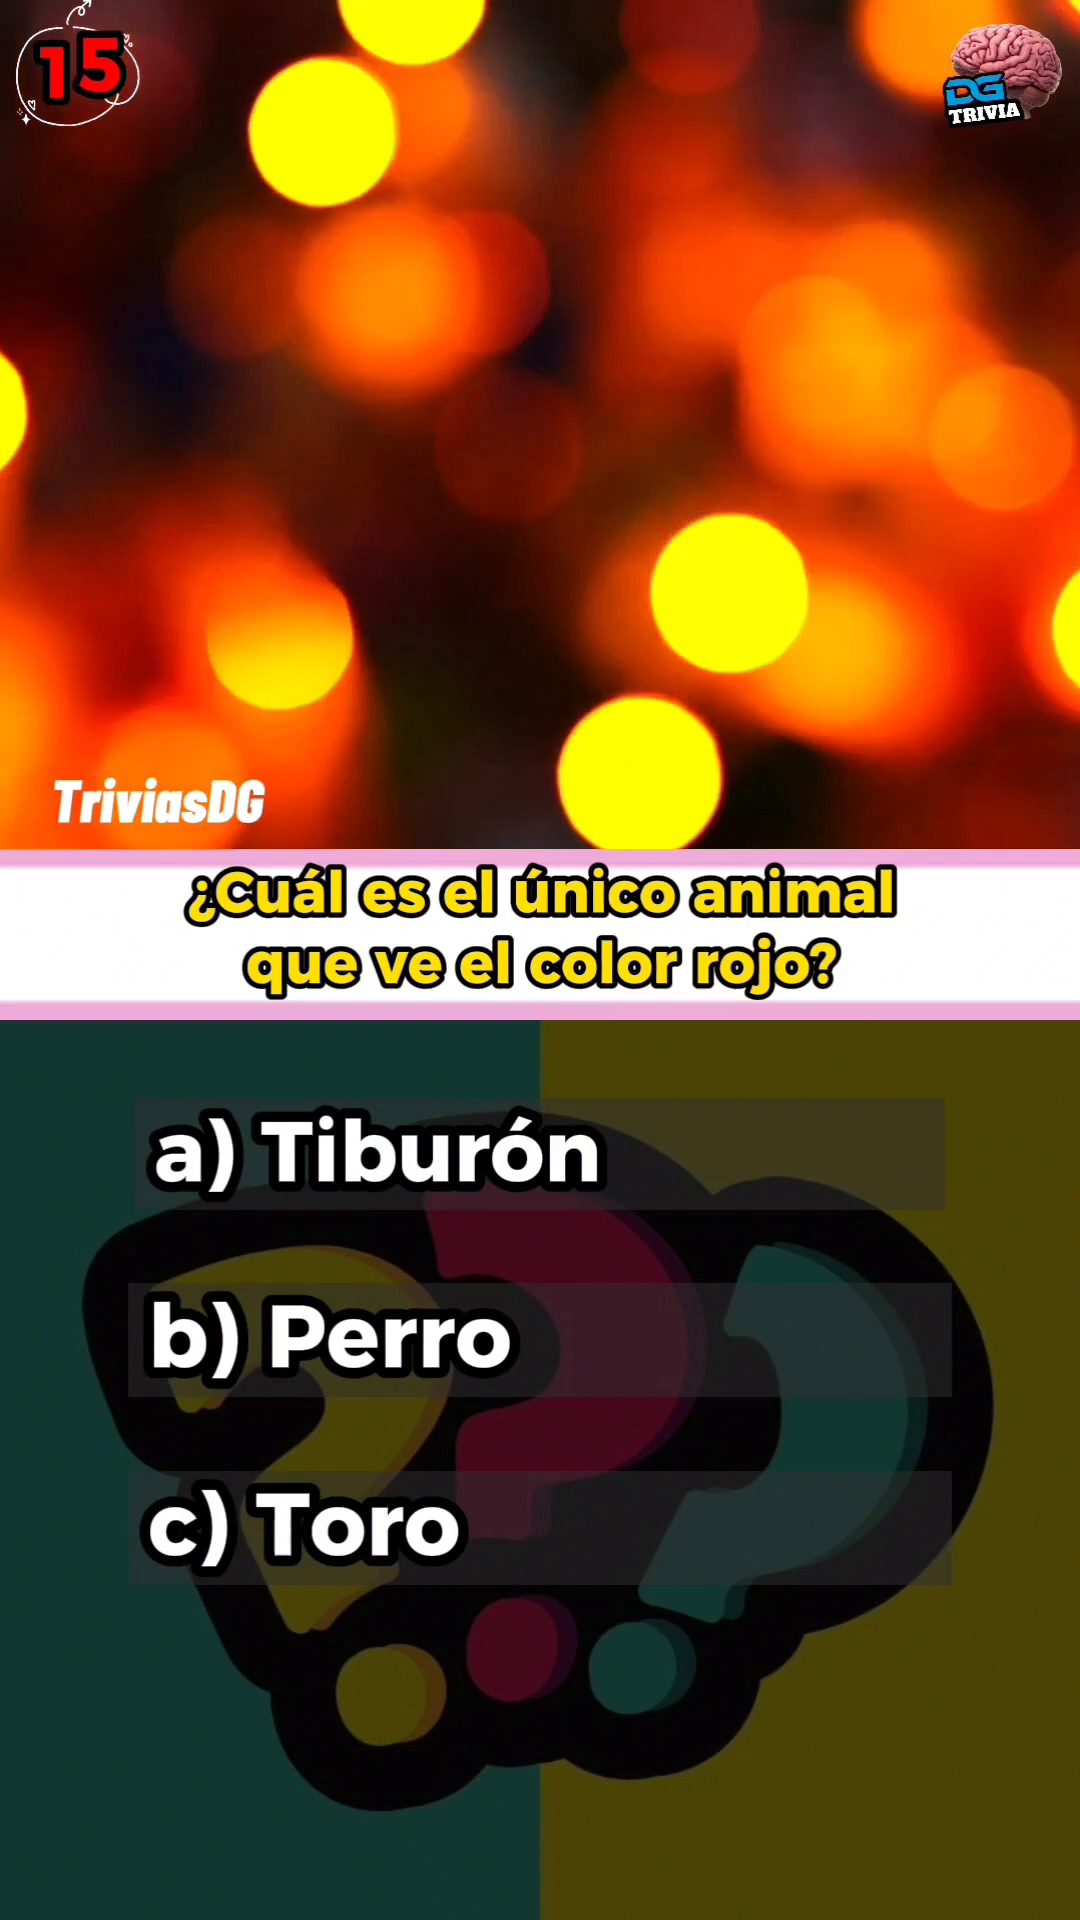 15
DG
TRIVIA
TriviasDG
¿Cuál es el único animal
que ve el color rojo?
a) Tiburón
b) Perro
c) Toro